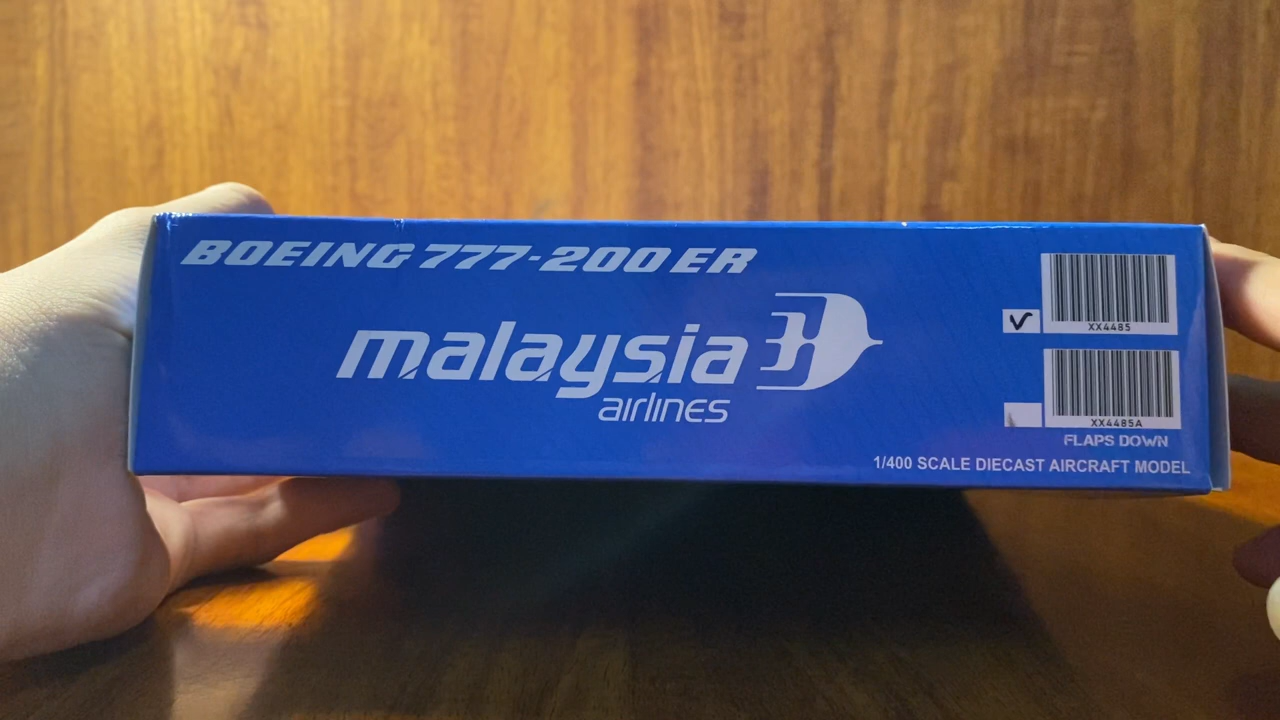 BOEING 777-200ER
malaysia
airlines
XX4485
XX4485A
FLAPS DOWN
1/400 SCALE DIECAST AIRCRAFT MODEL